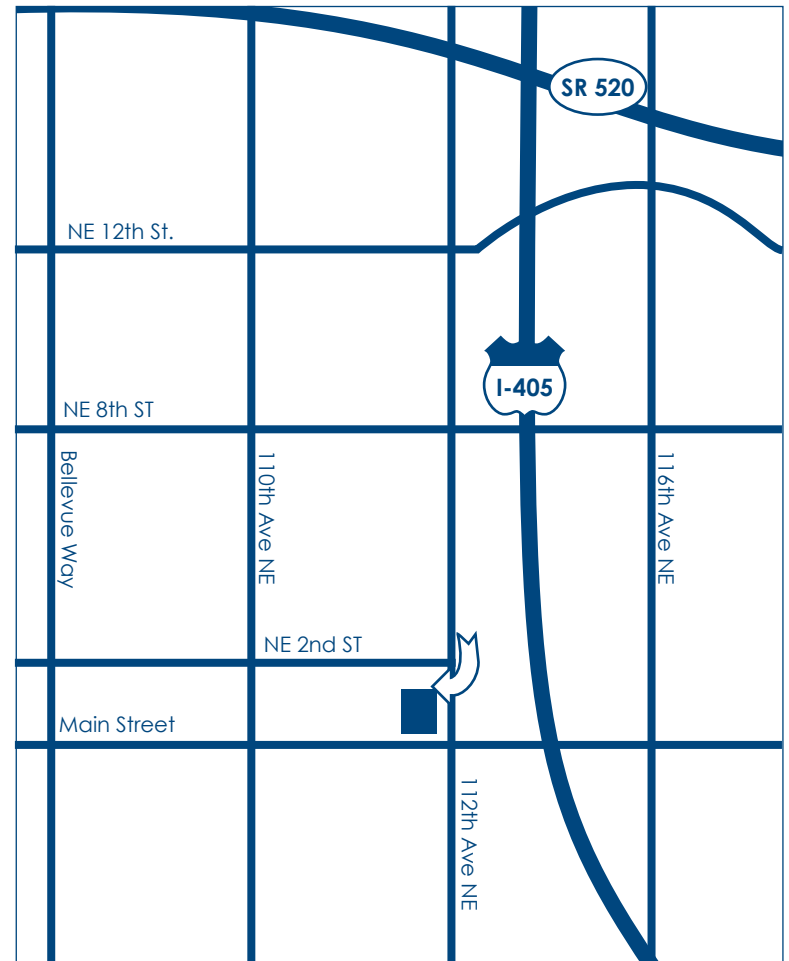 SR 520
NE 12th St.
I-405
NE 8th ST
Bellevue Way
110th Ave NE
116th Ave NE
NE 2nd ST
Main Street
112th Ave NE